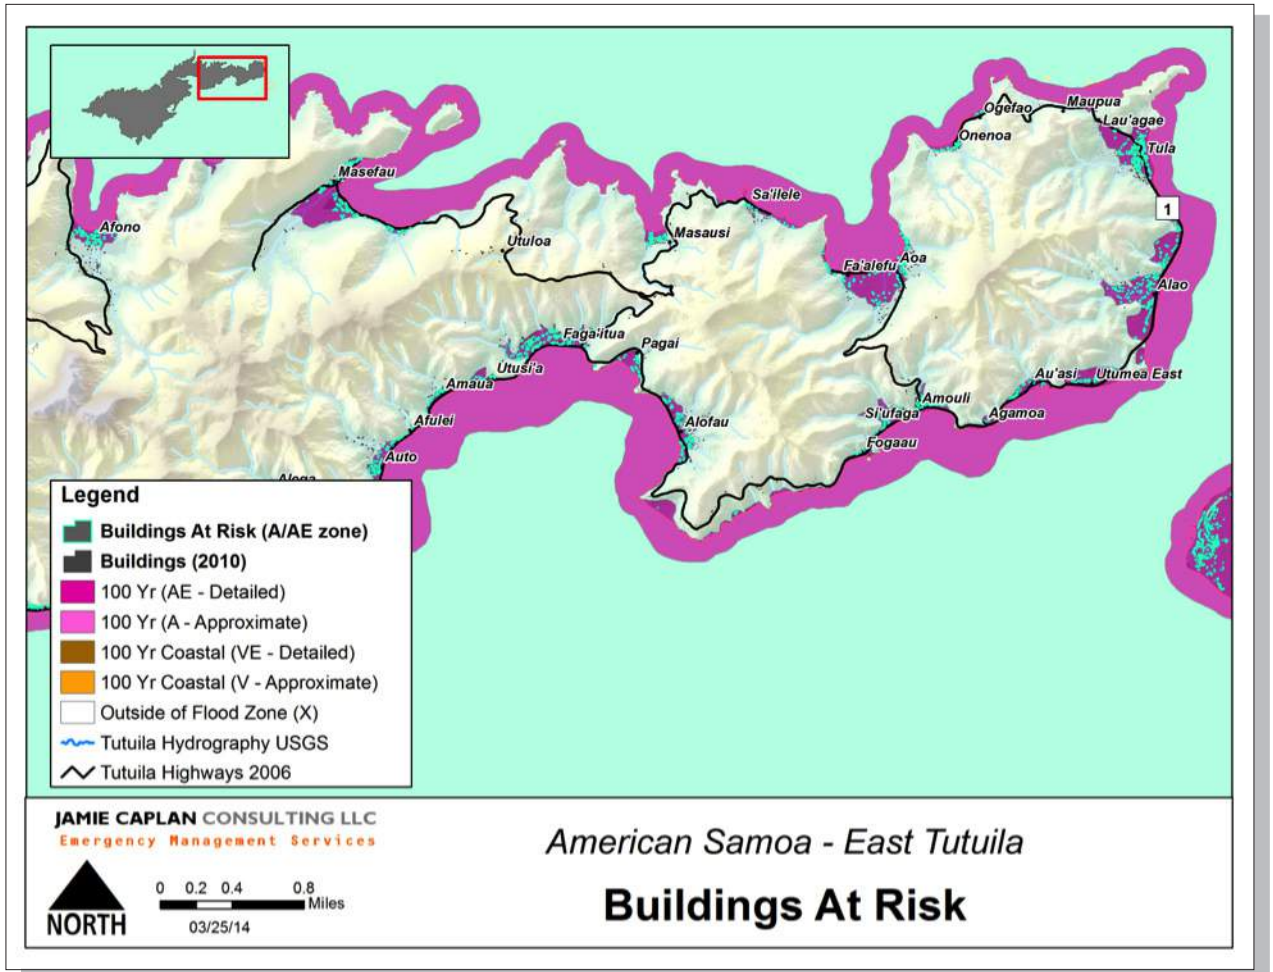 Masefau
Afono
Utuloa
Masausi
Sa'ilele
Ogefao
Maupua
Lau'agae
Onenoa
Tula
1
Fa'alefu
Aoa
Alao
Faga'itua
Pagai
Utusi'a
Amaua
Afulei
Auto
Alega
Alofau
Au'asi
Utumea East
Amouli
Si'ufaga
Agamoa
Fogaau
Legend
Buildings At Risk (A/AE zone)
Buildings (2010)
100 Yr (AE - Detailed)
100 Yr (A - Approximate)
100 Yr Coastal (VE - Detailed)
100 Yr Coastal (V - Approximate)
Outside of Flood Zone (X)
Tutuila Hydrography USGS
Tutuila Highways 2006
JAMIE CAPLAN CONSULTING LLC
Emergency Management Services
NORTH
0 0.2 0.4 0.8
Miles
03/25/14
American Samoa - East Tutuila
Buildings At Risk